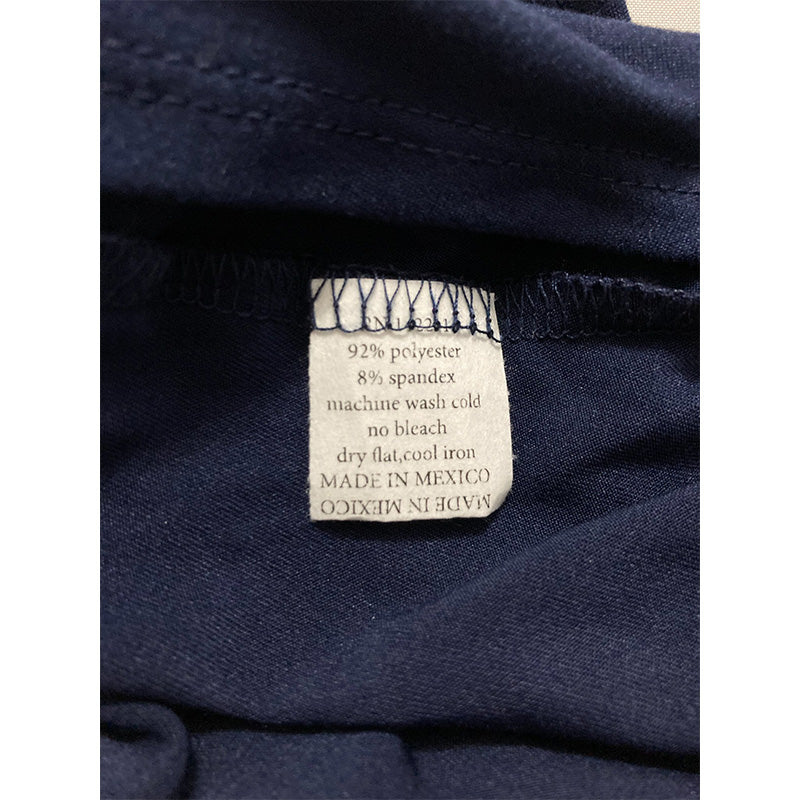 92% polyester
8% spandex
machine wash cold
no bleach
dry flat,cool iron
MADE IN MEXICO
MADE IN MEXICO